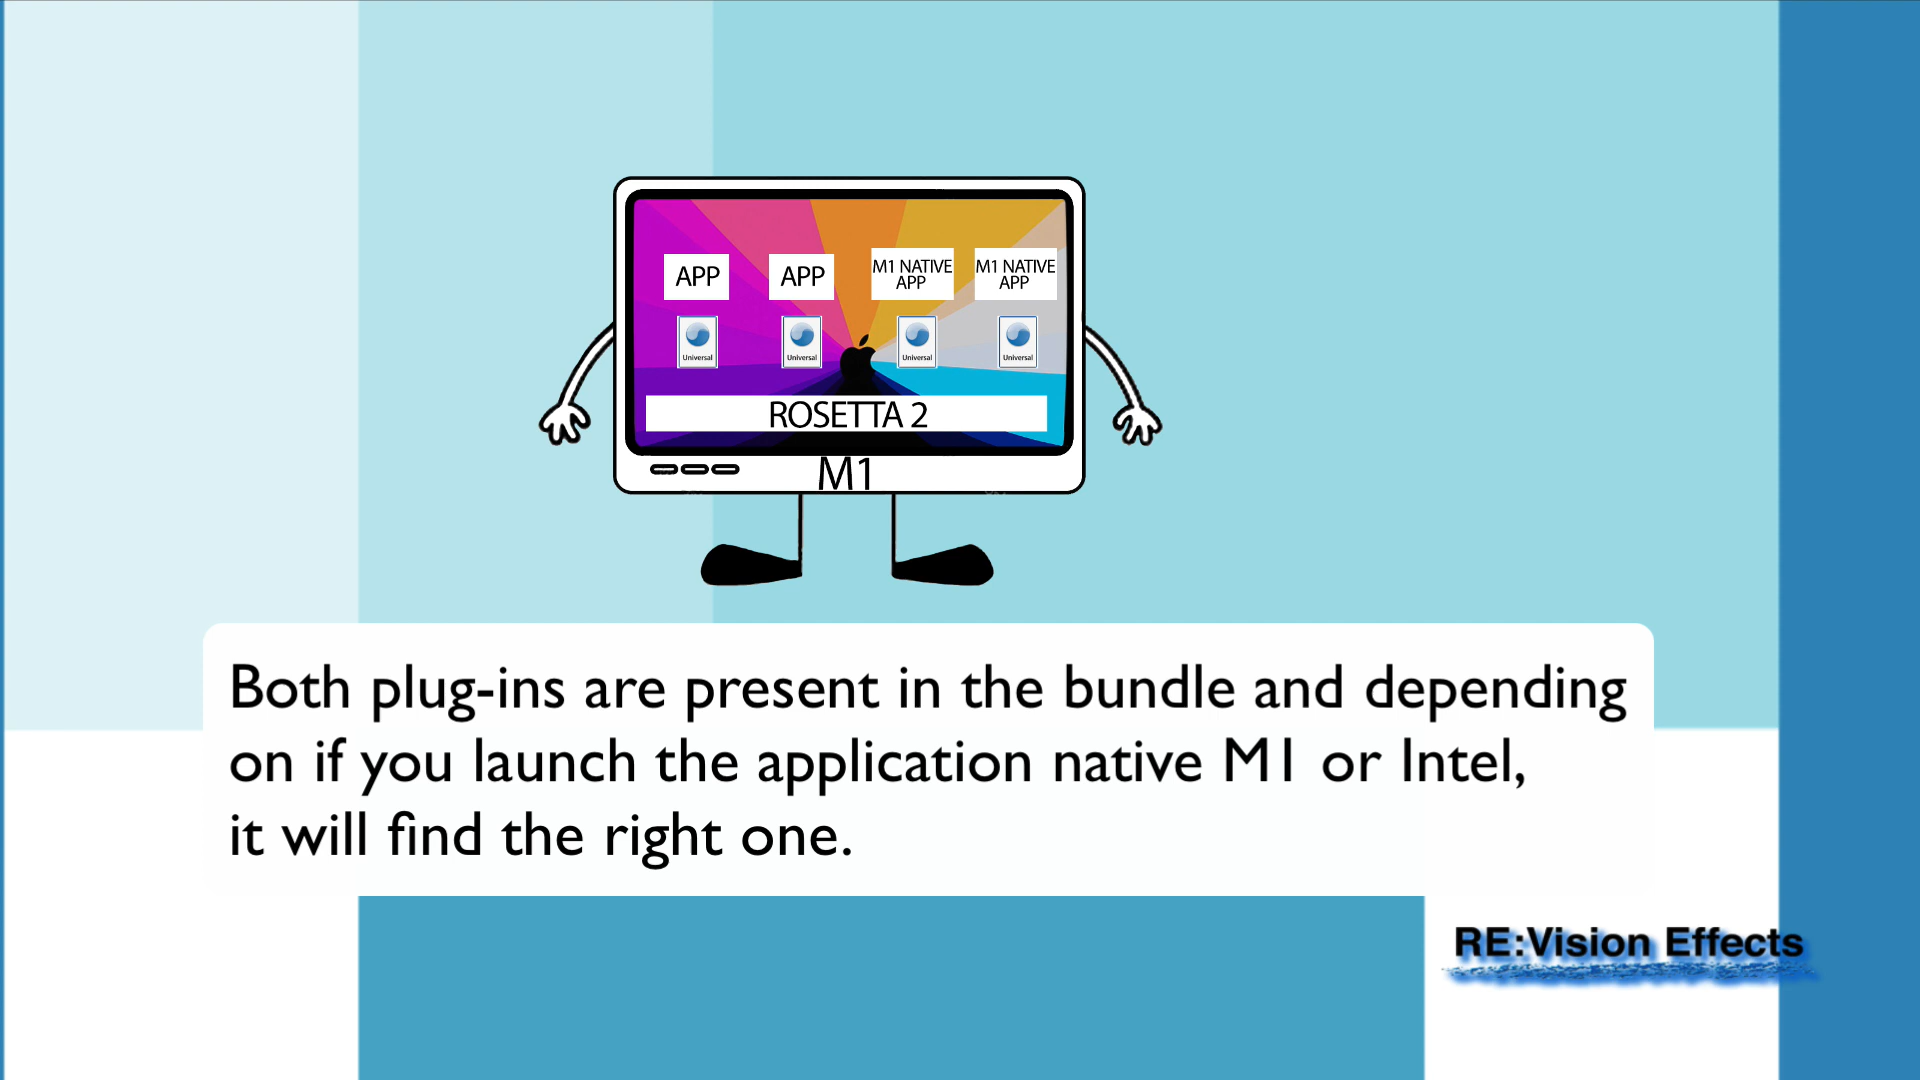 APP
APP
M1 NATIVE
APP
M1 NATIVE
APP
Universal
Universal
Universal
Universal
ROSETTA 2
M1
Both plug-ins are present in the bundle and depending
on if you launch the application native M1 or Intel,
it will find the right one.
RE:Vision Effects